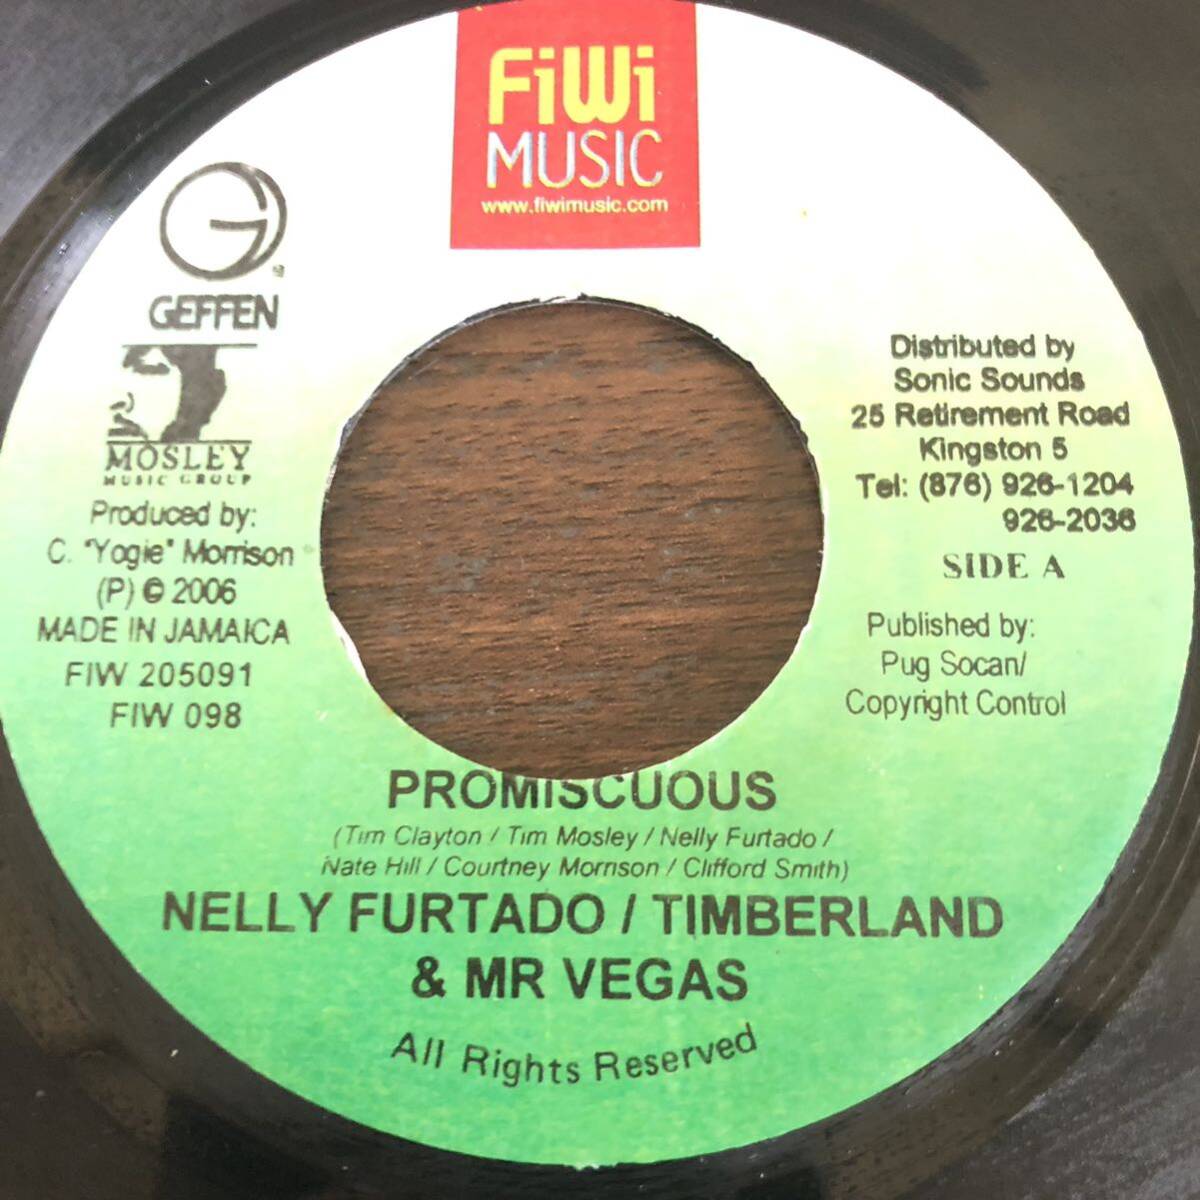 FiWi
MUSIC
www.fiwimusic.com
G
GEFFEN
MOSLEY
MUSIC GROUP
Produced by:
C. "Yogie" Morrison
(P) © 2006
MADE IN JAMAICA
FIW 205091
FIW 098
Distributed by
Sonic Sounds
25 Retirement Road
Kingston 5
Tel: (876) 926-1204
926-2036
SIDE A
Published by:
Pug Socan/
Copyright Control
PROMISCUOUS
(Tim Clayton / Tim Mosley / Nelly Furtado /
Nate Hill / Courtney Morrison / Clifford Smith)
NELLY FURTADO / TIMBERLAND
& MR VEGAS
All Rights Reserved